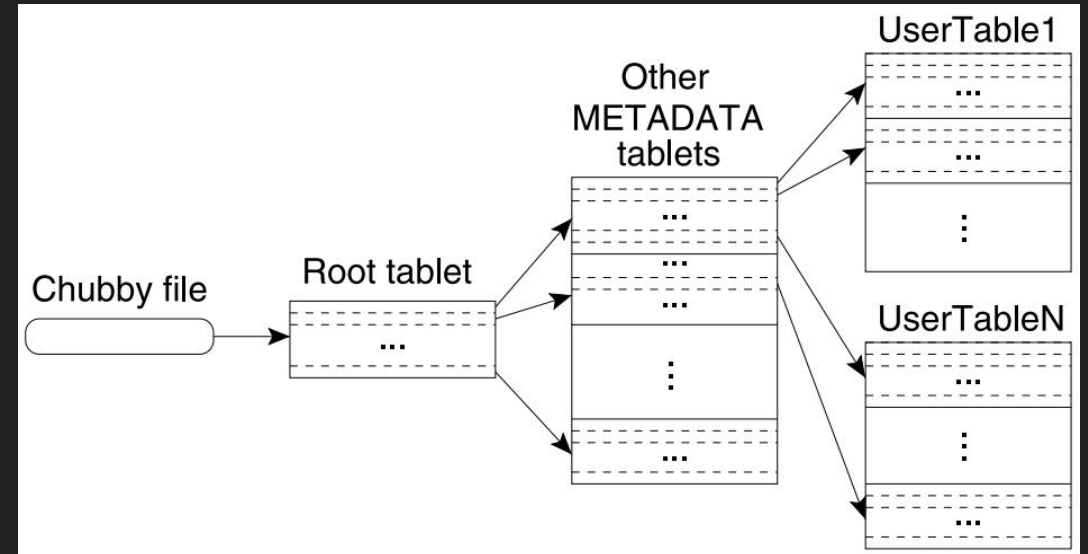 Chubby file
Root tablet
...
Other
METADATA
tablets
...
...
...
⋮
...
UserTable1
...
...
⋮
UserTableN
...
⋮
...